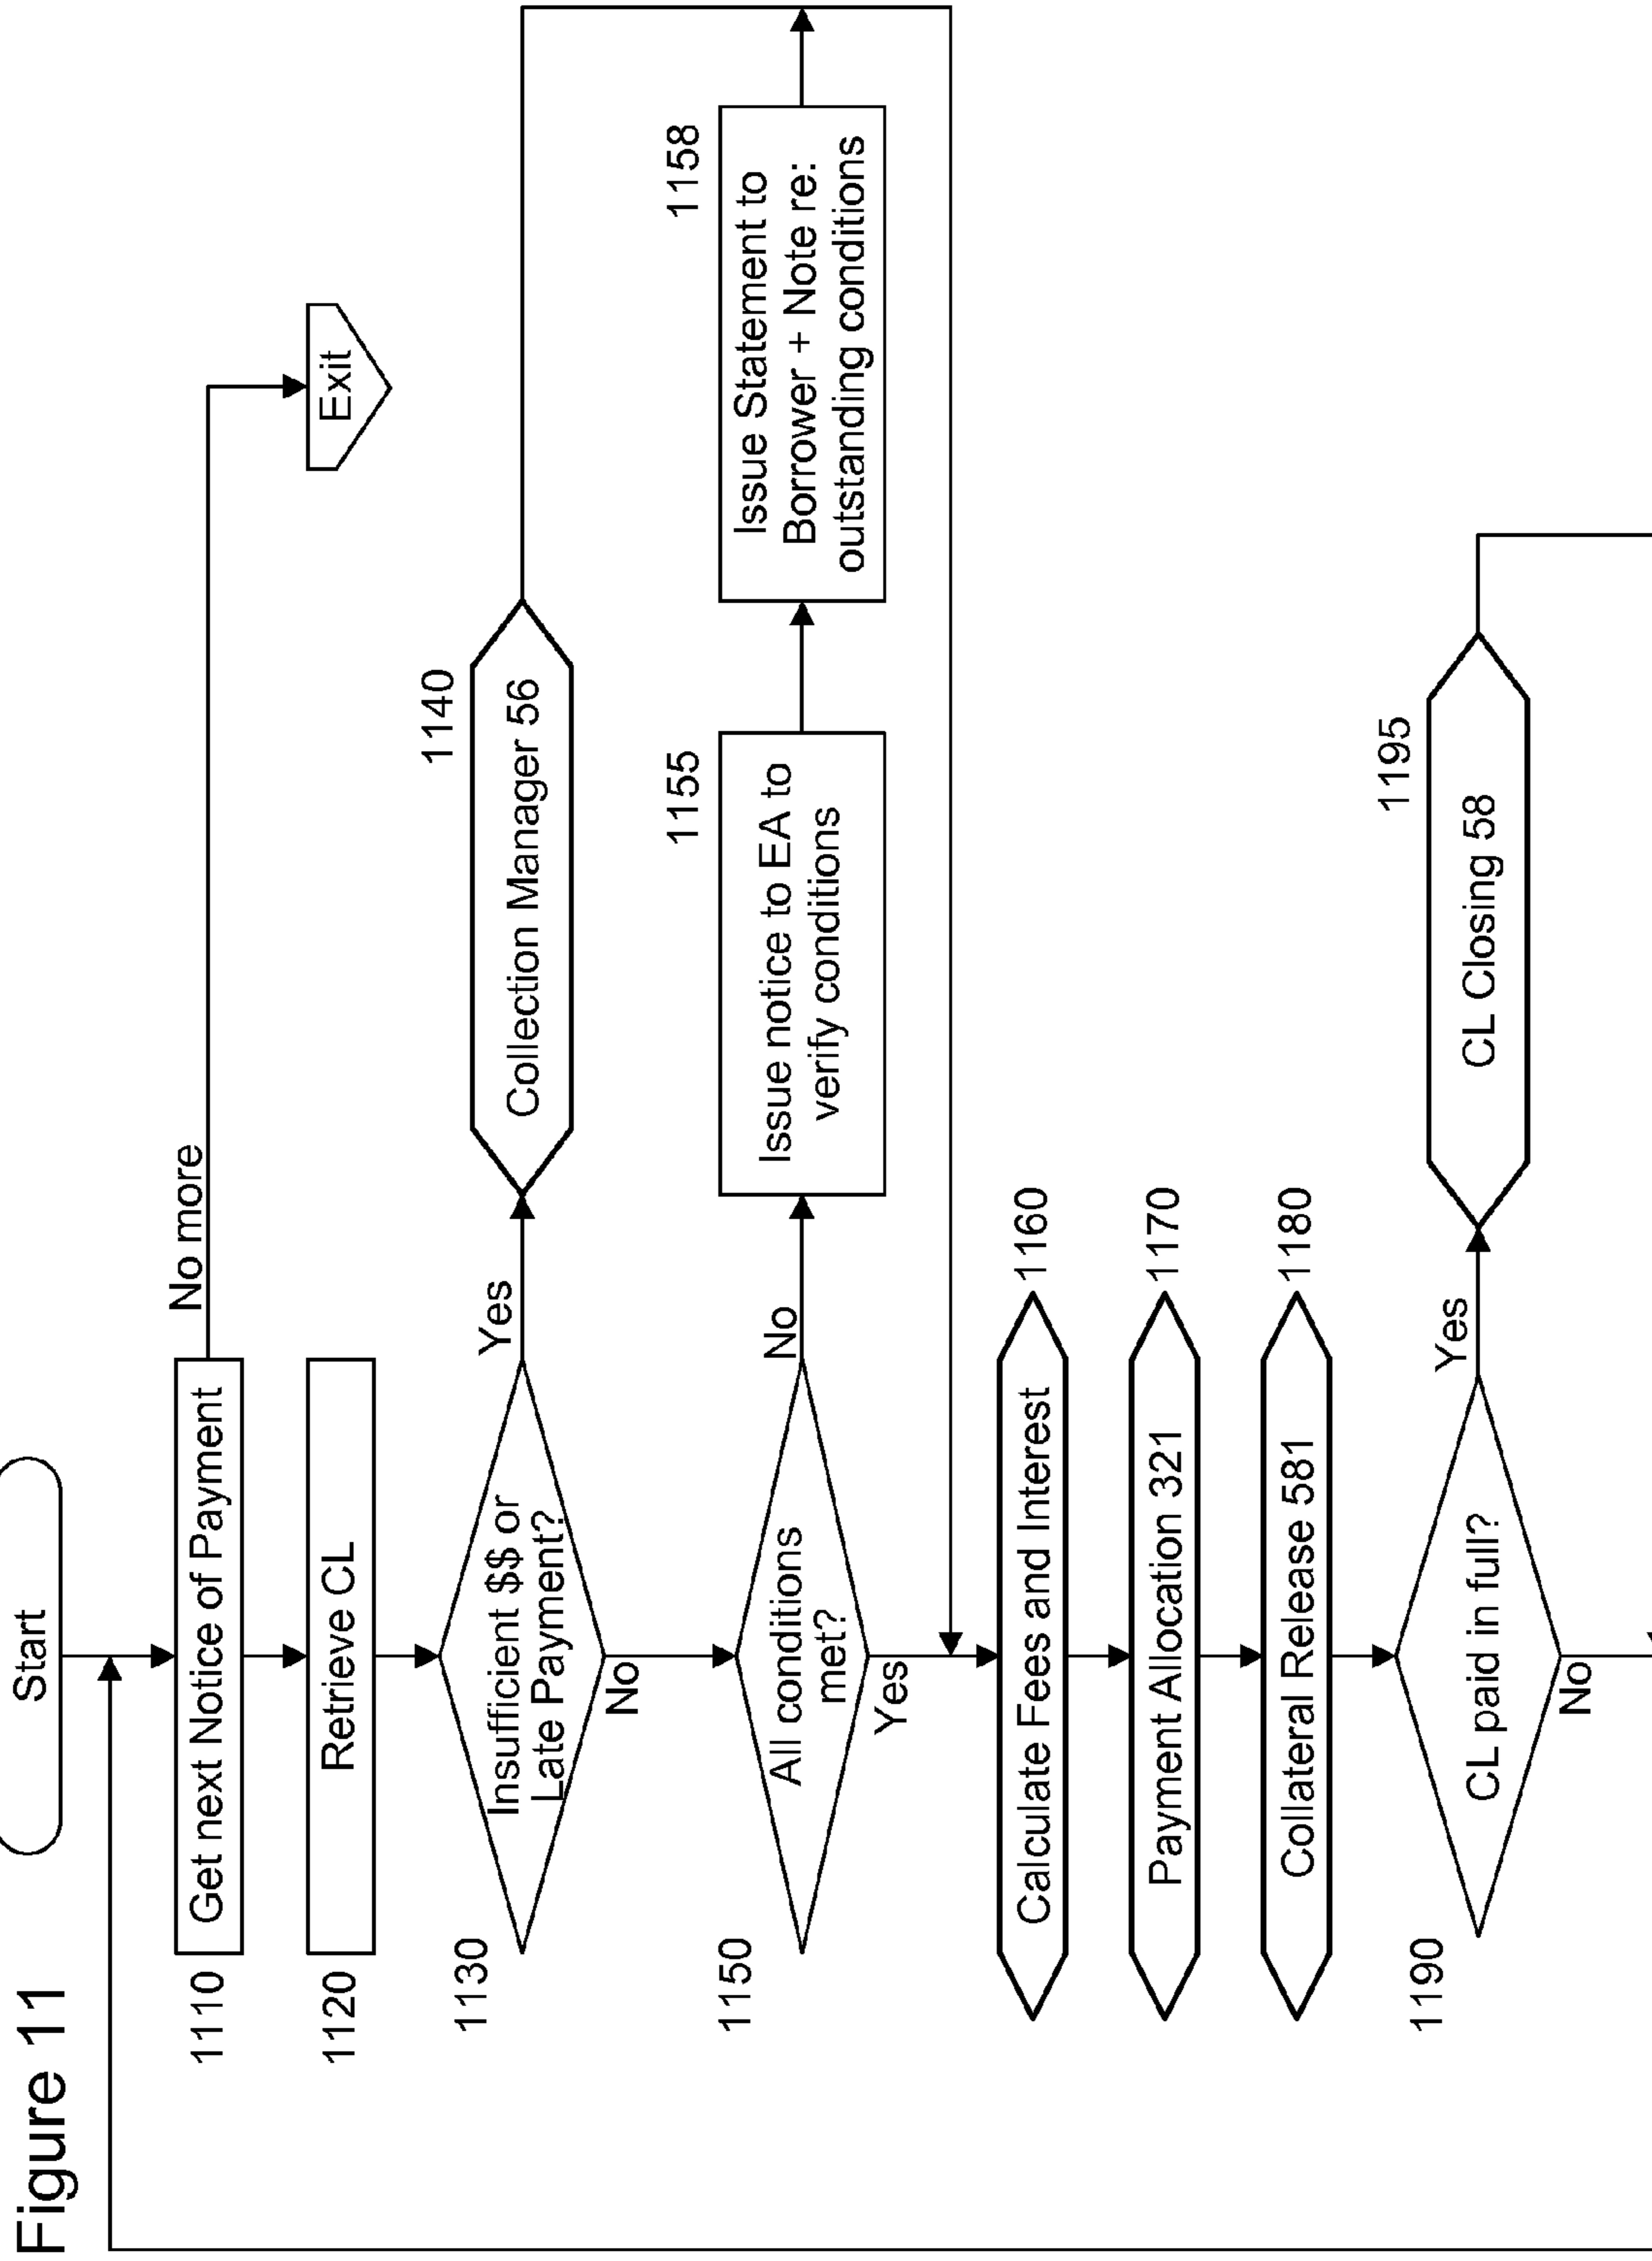 Figure 11
Start
1110
Get next Notice of Payment
No more
Exit
1120
Retrieve CL
1130
Insufficient $$ or
Late Payment?
Yes
1140
Collection Manager 56
No
1150
All conditions
met?
No
1155
Issue notice to EA to
verify conditions
1158
Issue Statement to
Borrower + Note re:
outstanding conditions
Yes
Calculate Fees and Interest
1160
Payment Allocation 321
1170
Collateral Release 581
1180
1190
CL paid in full?
Yes
1195
CL Closing 58
No